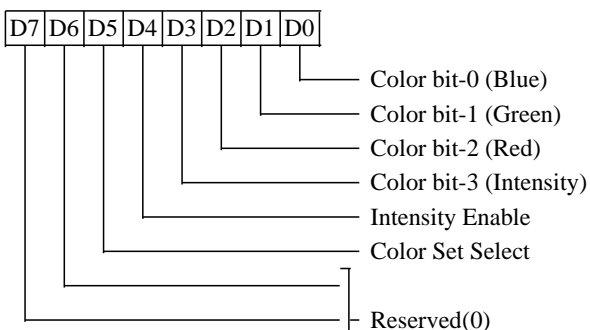 D7 D6 D5 D4 D3 D2 D1 D0
Color bit-0 (Blue)
Color bit-1 (Green)
Color bit-2 (Red)
Color bit-3 (Intensity)
Intensity Enable
Color Set Select
Reserved(0)